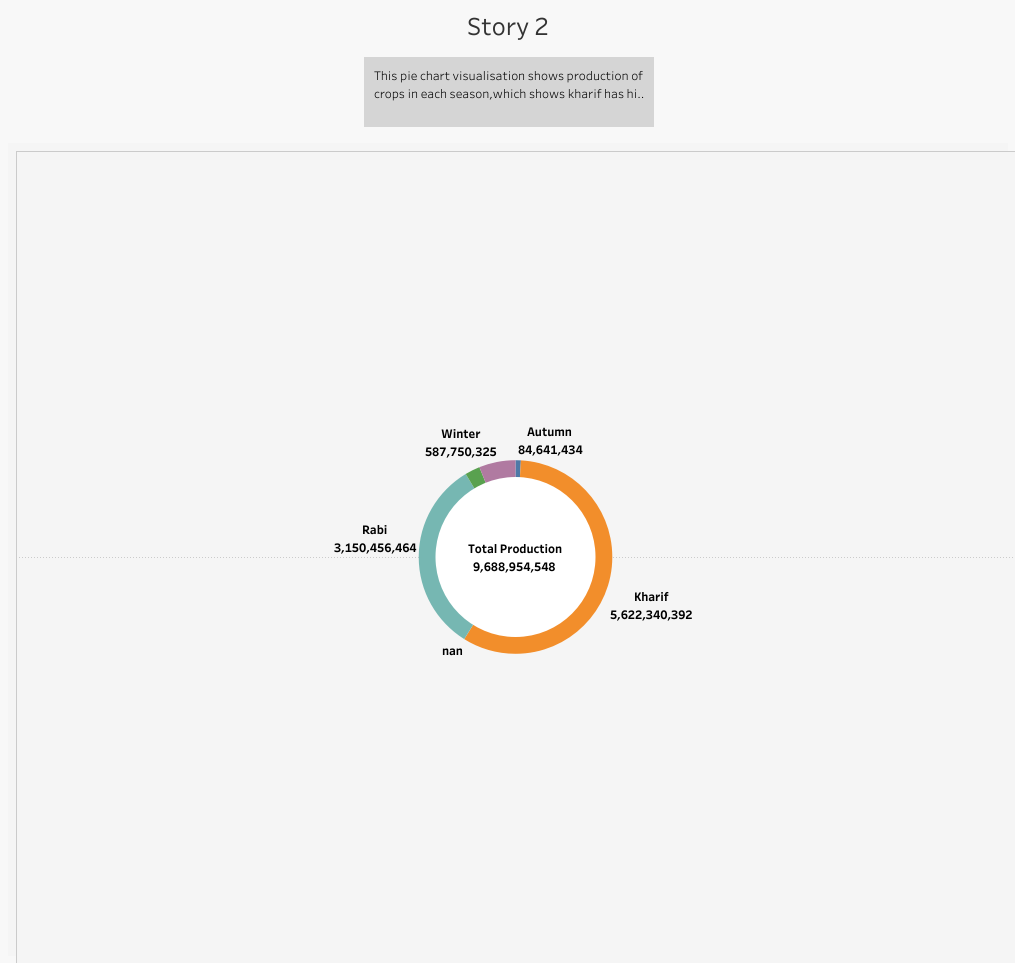 Story 2
This pie chart visualisation shows production of
crops in each season,which shows kharif has hi..
Winter
587,750,325
Autumn
84,641,434
Rabi
3,150,456,464
Total Production
9,688,954,548
Kharif
5,622,340,392
nan